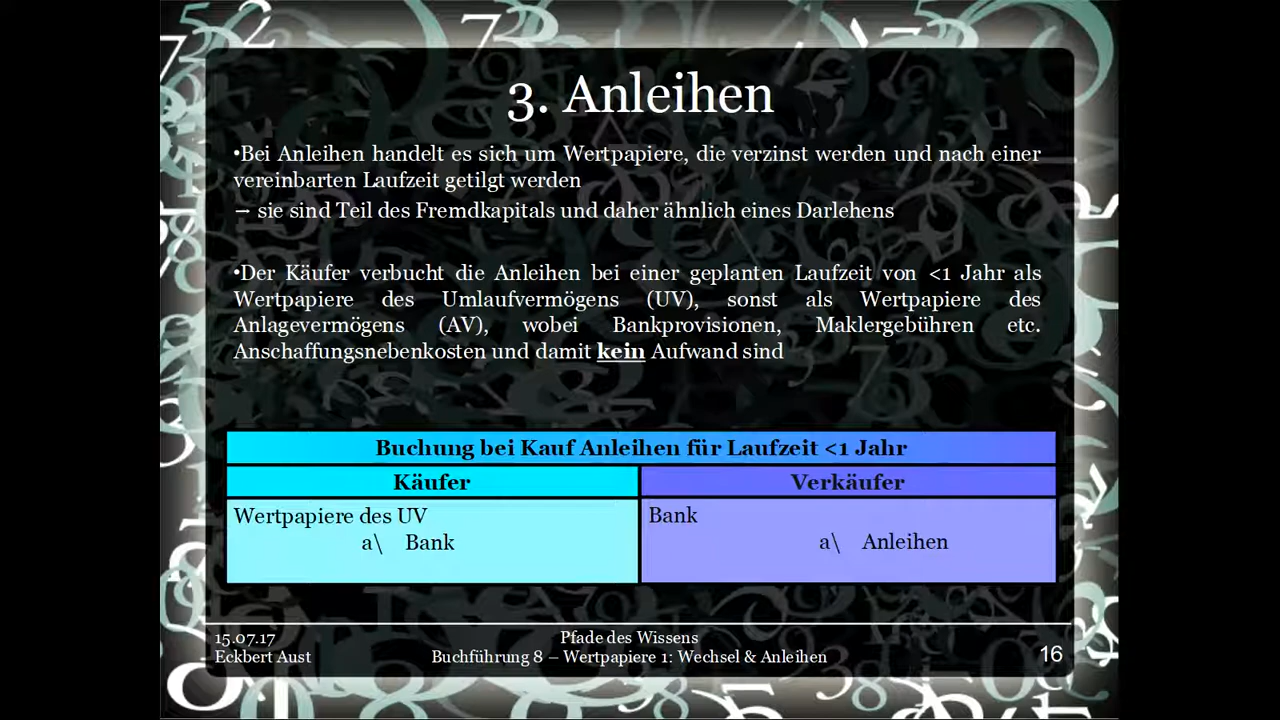 3. Anleihen
•Bei Anleihen handelt es sich um Wertpapiere, die verzinst werden und nach einer
vereinbarten Laufzeit getilgt werden
→ sie sind Teil des Fremdkapitals und daher ähnlich eines Darlehens
•Der Käufer verbucht die Anleihen bei einer geplanten Laufzeit von <1 Jahr als
Wertpapiere des Umlaufvermögens (UV), sonst als Wertpapiere des
Anlagevermögens (AV), wobei Bankprovisionen, Maklergebühren etc.
Anschaffungsnebenkosten und damit kein Aufwand sind
Buchung bei Kauf Anleihen für Laufzeit <1 Jahr
Käufer
Verkäufer
Wertpapiere des UV
a\ Bank
Bank
a\ Anleihen
15.07.17
Eckbert Aust
Pfade des Wissens
Buchführung 8 – Wertpapiere 1: Wechsel & Anleihen
16